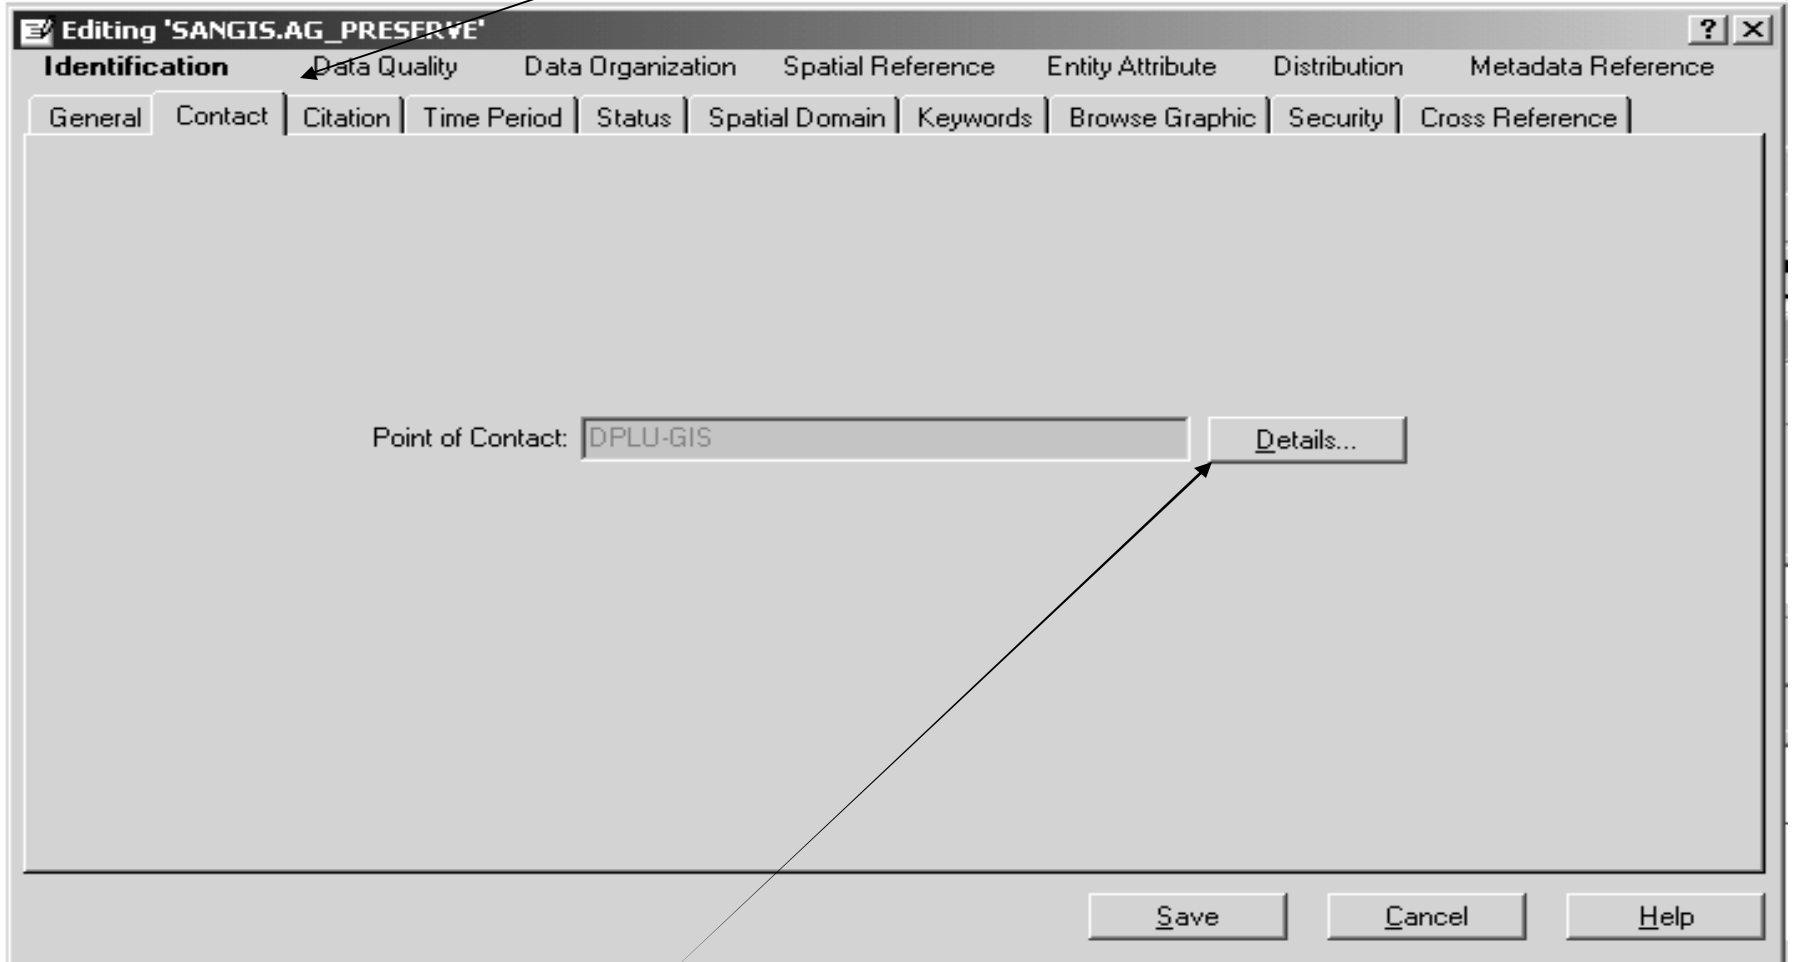 Editing 'SANGIS.AG_PRESERVE'
Identification Data Quality Data Organization Spatial Reference Entity Attribute Distribution Metadata Reference
General Contact Citation Time Period Status Spatial Domain Keywords Browse Graphic Security Cross Reference
Point of Contact: DPLU-GIS Details...
Save Cancel Help